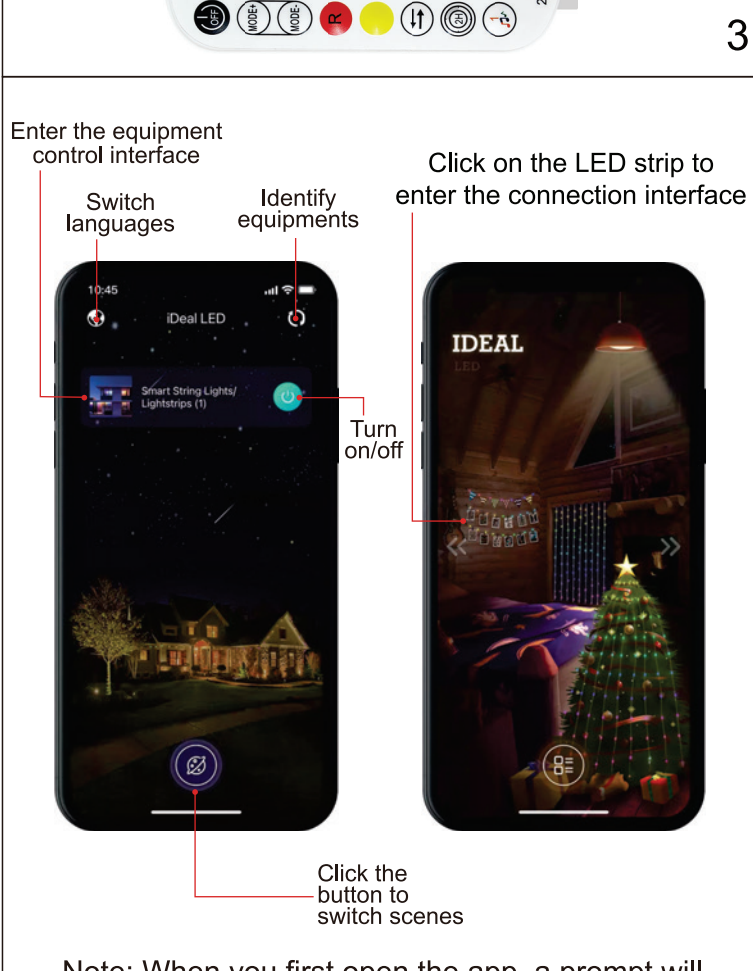 OFF
MODE+
MODE-
R
2H
3
Enter the equipment
control interface
Switch
languages
Identify
equipments
Click on the LED strip to
enter the connection interface
10:45
iDeal LED
Smart String Lights/
Lightstrips (1)
Turn
on/off
IDEAL
LED
Click the
button to
switch scenes
Note: When you first open the app, a prompt will